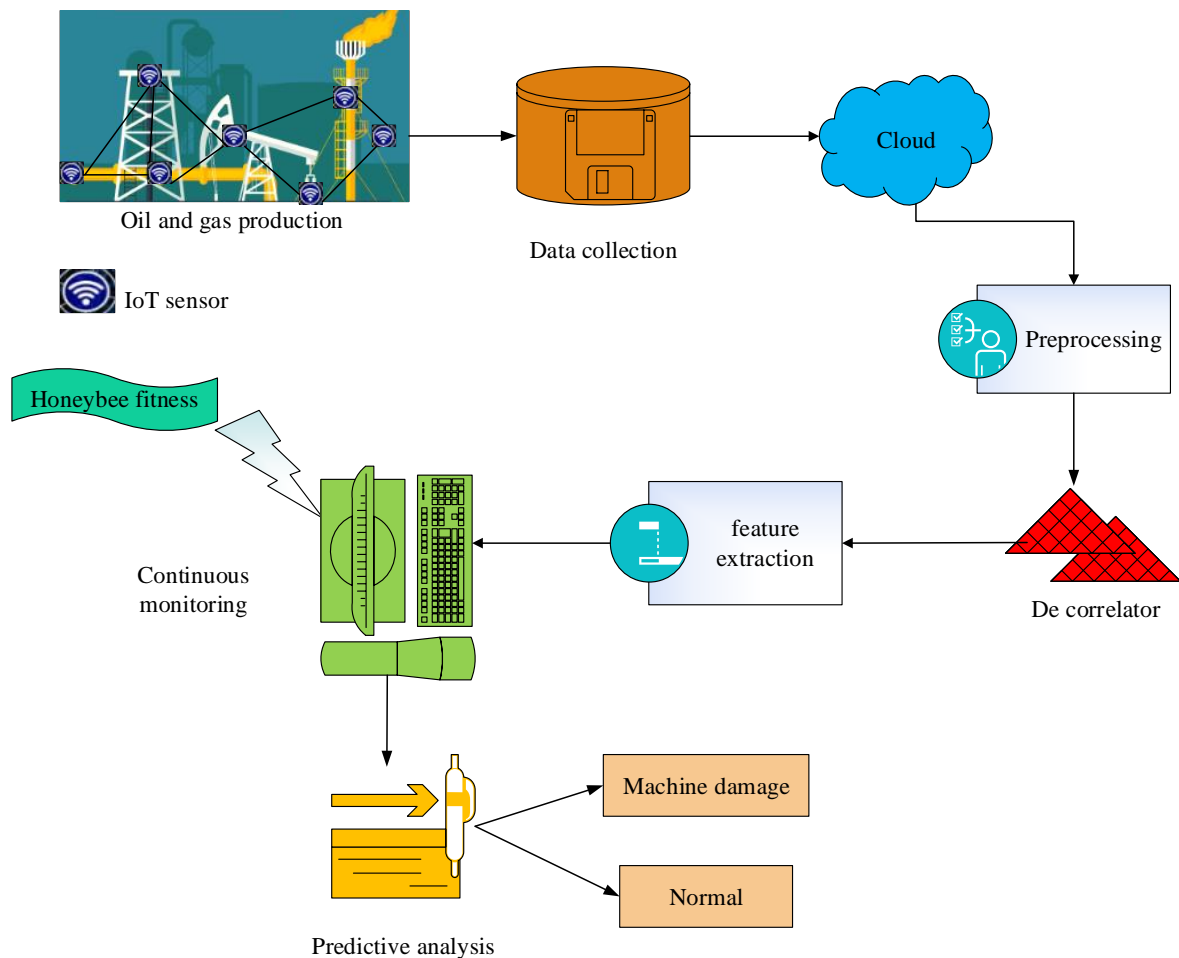 Oil and gas production
IoT sensor
Data collection
Cloud
Preprocessing
De correlator
feature
extraction
Honeybee fitness
Continuous
monitoring
Predictive analysis
Machine damage
Normal